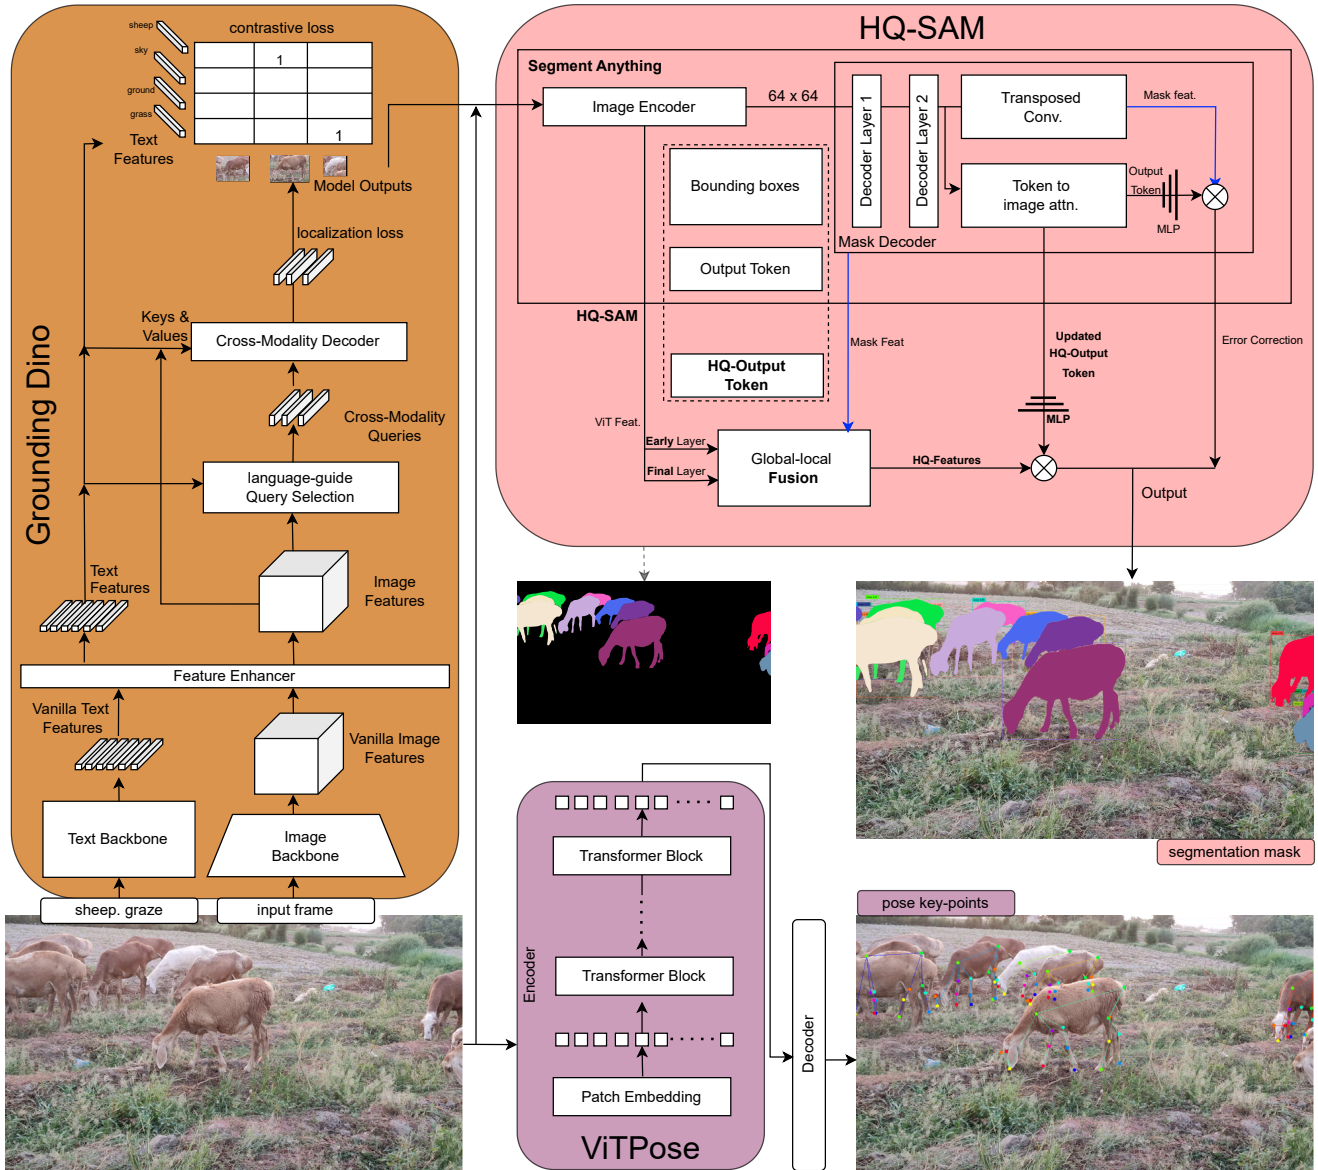 sheep
sky
ground
grass
contrastive loss
1
1
Text
Features
Model Outputs
localization loss
Keys &
Values
Cross-Modality Decoder
Cross-Modality
Queries
language-guide
Query Selection
Text
Features
Image
Features
Feature Enhancer
Vanilla Text
Features
Vanilla Image
Features
Text Backbone
Image
Backbone
sheep. graze
input frame
Grounding Dino
HQ-SAM
Segment Anything
Image Encoder
64 x 64
Decoder Layer 1
Decoder Layer 2
Transposed
Conv.
Mask feat.
Token to
image attn.
Output
Token
MLP
Mask Decoder
Bounding boxes
Output Token
HQ-SAM
HQ-Output
Token
Mask Feat
Updated
HQ-Output
Token
MLP
Error Correction
ViT Feat.
Early Layer
Final Layer
Global-local
Fusion
HQ-Features
Output
segmentation mask
Transformer Block
Transformer Block
Patch Embedding
Encoder
ViTPose
Decoder
pose key-points